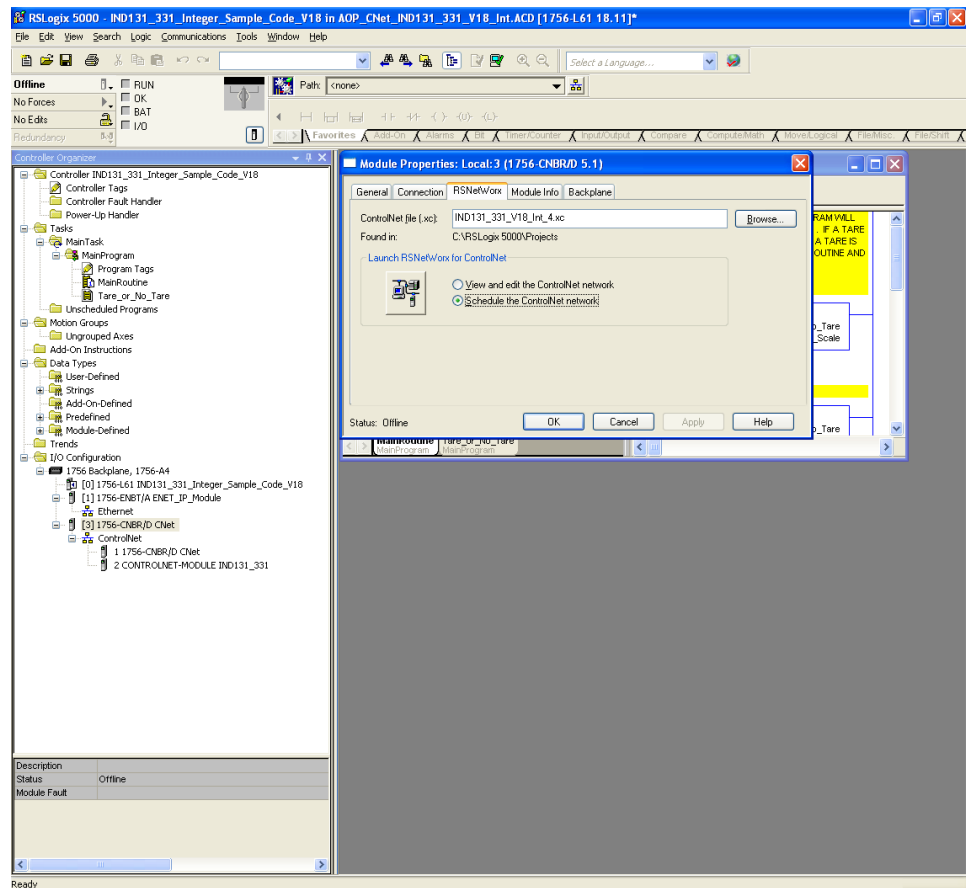 RSLogix 5000 - IND131_331_Integer_Sample_Code_V18 in AOP_CNet_IND131_331_V18_Int.ACD [1756-L61 18.11]*
File Edit View Search Logic Communications Tools Window Help
Select a Language...
Offline
RUN
Path: <none>
No Forces
OK
No Edits
BAT
Redundancy
I/O
Favorites Add-On Alarms Bit Timer/Counter Input/Output Compare Compute/Math Move/Logical File/Misc. File/Shift
Controller Organizer
Controller IND131_331_Integer_Sample_Code_V18
Controller Tags
Controller Fault Handler
Power-Up Handler
Tasks
MainTask
MainProgram
Program Tags
MainRoutine
Tare_or_No_Tare
Unscheduled Programs
Motion Groups
Ungrouped Axes
Add-On Instructions
Data Types
User-Defined
Strings
Add-On-Defined
Predefined
Module-Defined
Trends
I/O Configuration
1756 Backplane, 1756-A4
[0] 1756-L61 IND131_331_Integer_Sample_Code_V18
[1] 1756-ENBT/A ENET_IP_Module
Ethernet
[3] 1756-CNBR/D CNet
ControlNet
1 1756-CNBR/D CNet
2 CONTROLNET-MODULE IND131_331
Description
Status Offline
Module Fault
Ready
Module Properties: Local:3 (1756-CNBR/D 5.1)
General Connection RSNetWorx Module Info Backplane
ControlNet file (.xc): IND131_331_V18_Int_4.xc Browse...
Found in: C:\RSLogix 5000\Projects
Launch RSNetWorx for ControlNet
View and edit the ControlNet network
Schedule the ControlNet network
Status: Offline OK Cancel Apply Help
RAM WILL
. IF A TARE
A TARE IS
OUTINE AND
o_Tare
_Scale
o_Tare
MainRoutine Tare_or_No_Tare
MainProgram MainProgram